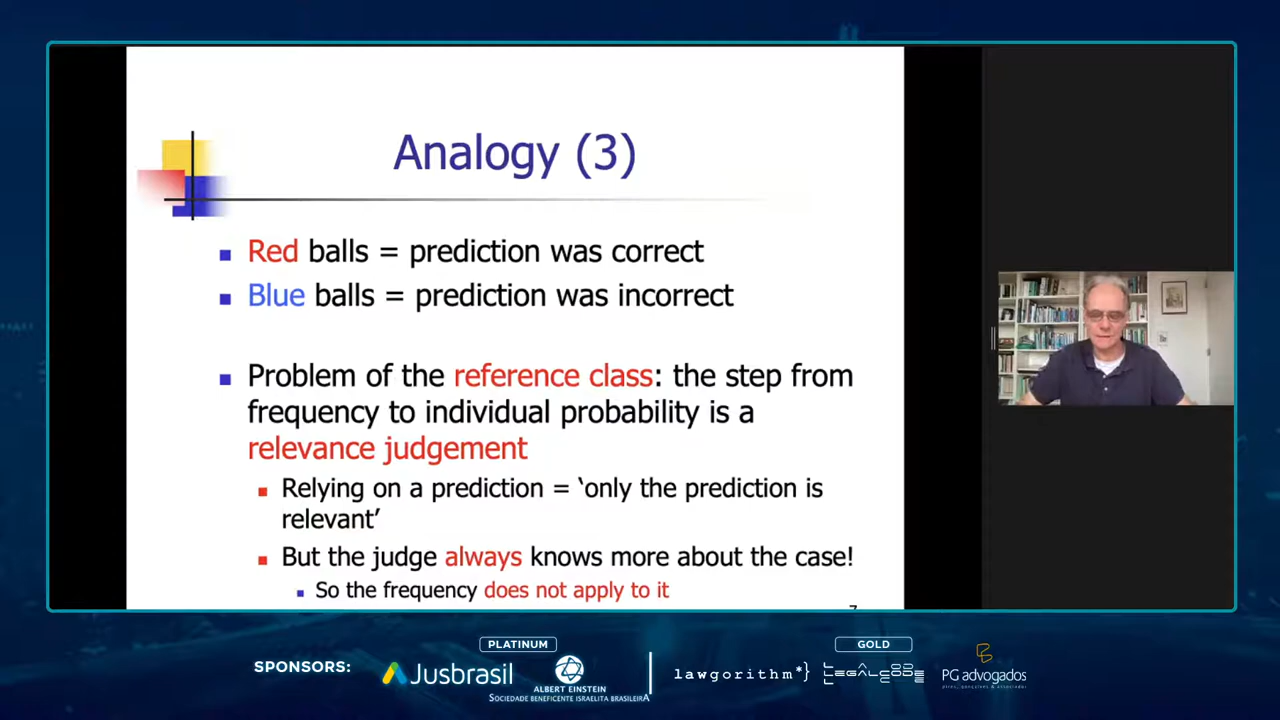 Analogy (3)
Red balls = prediction was correct
Blue balls = prediction was incorrect
Problem of the reference class: the step from
frequency to individual probability is a
relevance judgement
Relying on a prediction = ‘only the prediction is
relevant’
But the judge always knows more about the case!
So the frequency does not apply to it
7
SPONSORS:
PLATINUM
Jusbrasil
ALBERT EINSTEIN
SOCIEDADE BENEFICENTE ISRAELITA BRASILEIRA
GOLD
lawgorithm*}
LEGALCODE
PG advogados